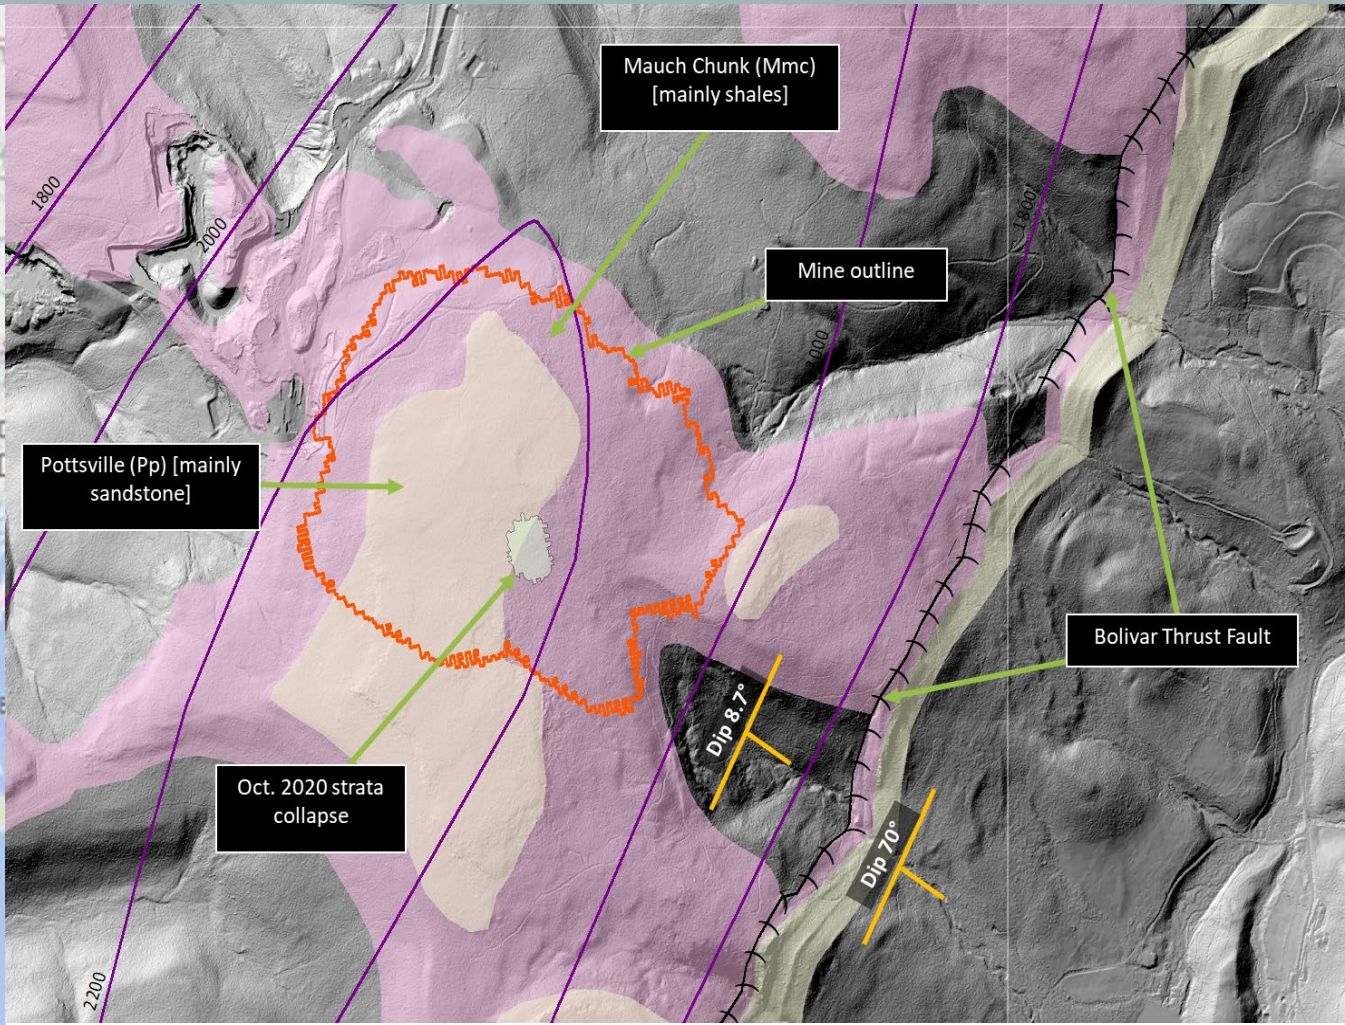 Mauch Chunk (Mmc)
[mainly shales]
1800
2000
1800
Mine outline
Pottsville (Pp) [mainly
sandstone]
Bolivar Thrust Fault
Dip 8.7°
Oct. 2020 strata
collapse
Dip 70°
2200